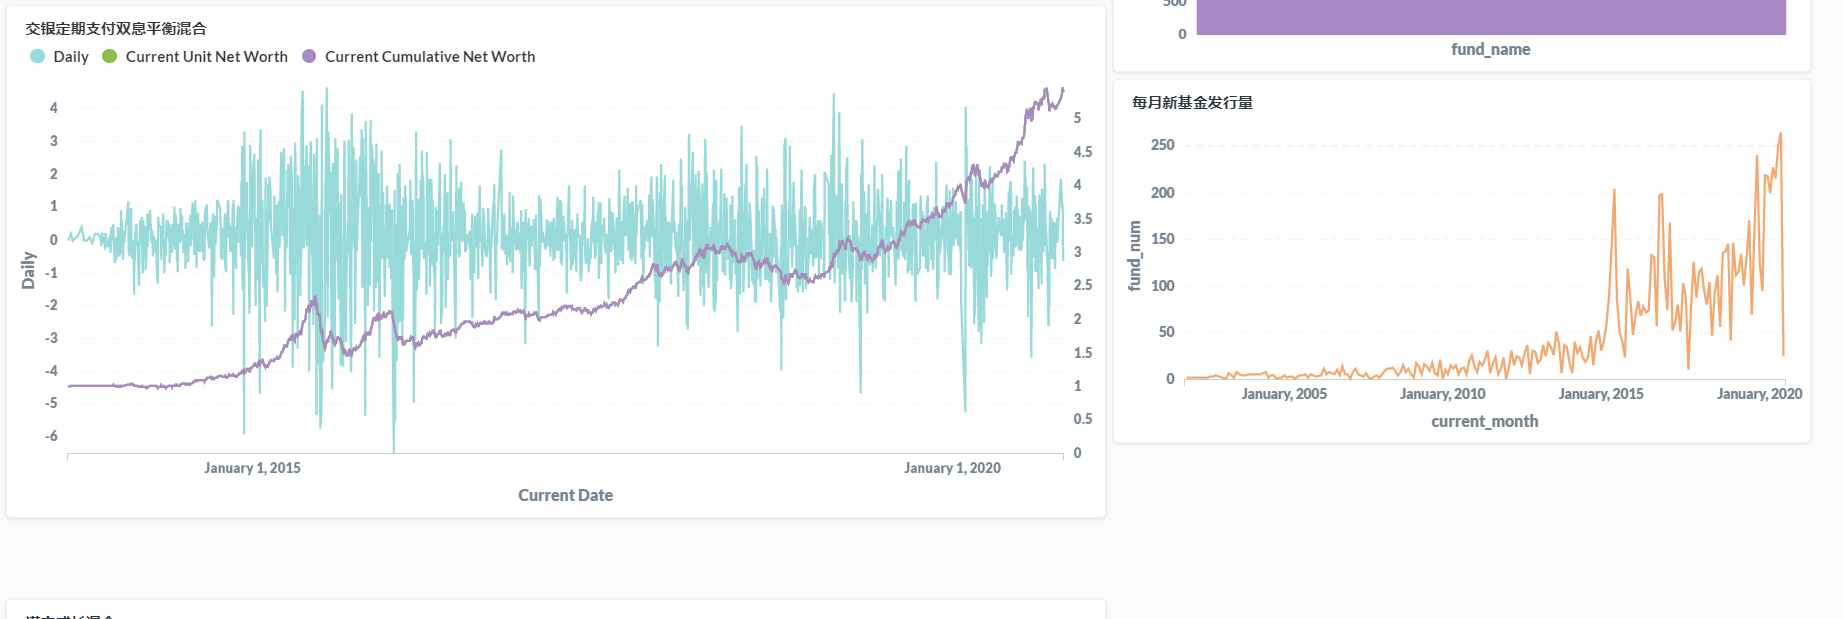 交银定期支付双息平衡混合
Daily Current Unit Net Worth Current Cumulative Net Worth
4
3
2
1
0
-1
-2
-3
-4
-5
-6
Daily
5
4.5
4
3.5
3
2.5
2
1.5
1
0.5
0
January 1, 2015
January 1, 2020
Current Date
500
0
fund_name
每月新基金发行量
250
200
150
100
50
0
fund_num
January, 2005
January, 2010
January, 2015
January, 2020
current_month